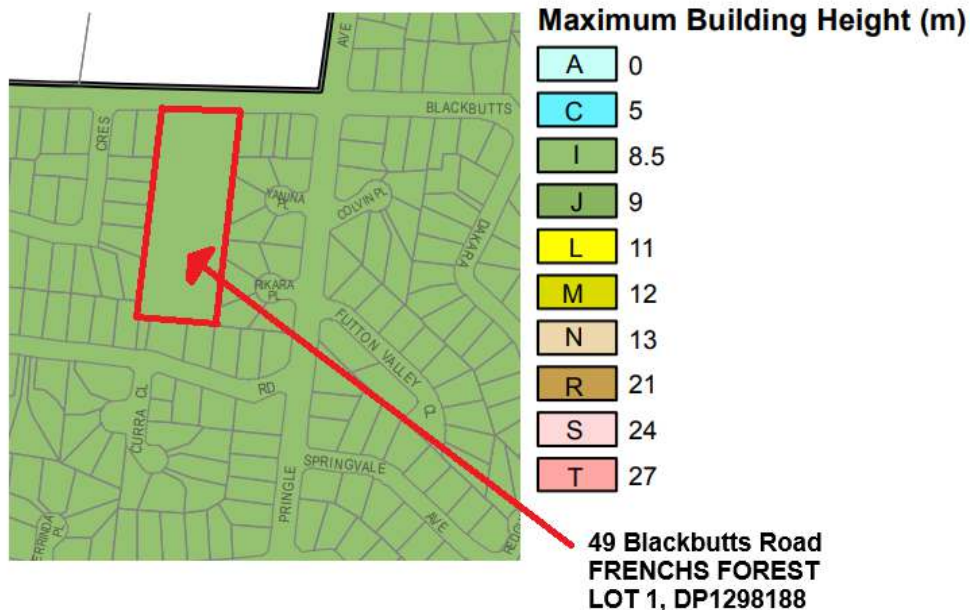 Maximum Building Height (m)
A 0
C 5
I 8.5
J 9
L 11
M 12
N 13
R 21
S 24
T 27
AVE
BLACKBUTTS
CRES
YANINA
PL
COLVIN PL
DAKARA
RIKARA
PL
FUTTON VALLEY
CL
RD
CURRA CL
SPRINGVALE
AVE
PRINGLE
ERRINDA
PL
49 Blackbutts Road
FRENCHS FOREST
LOT 1, DP1298188